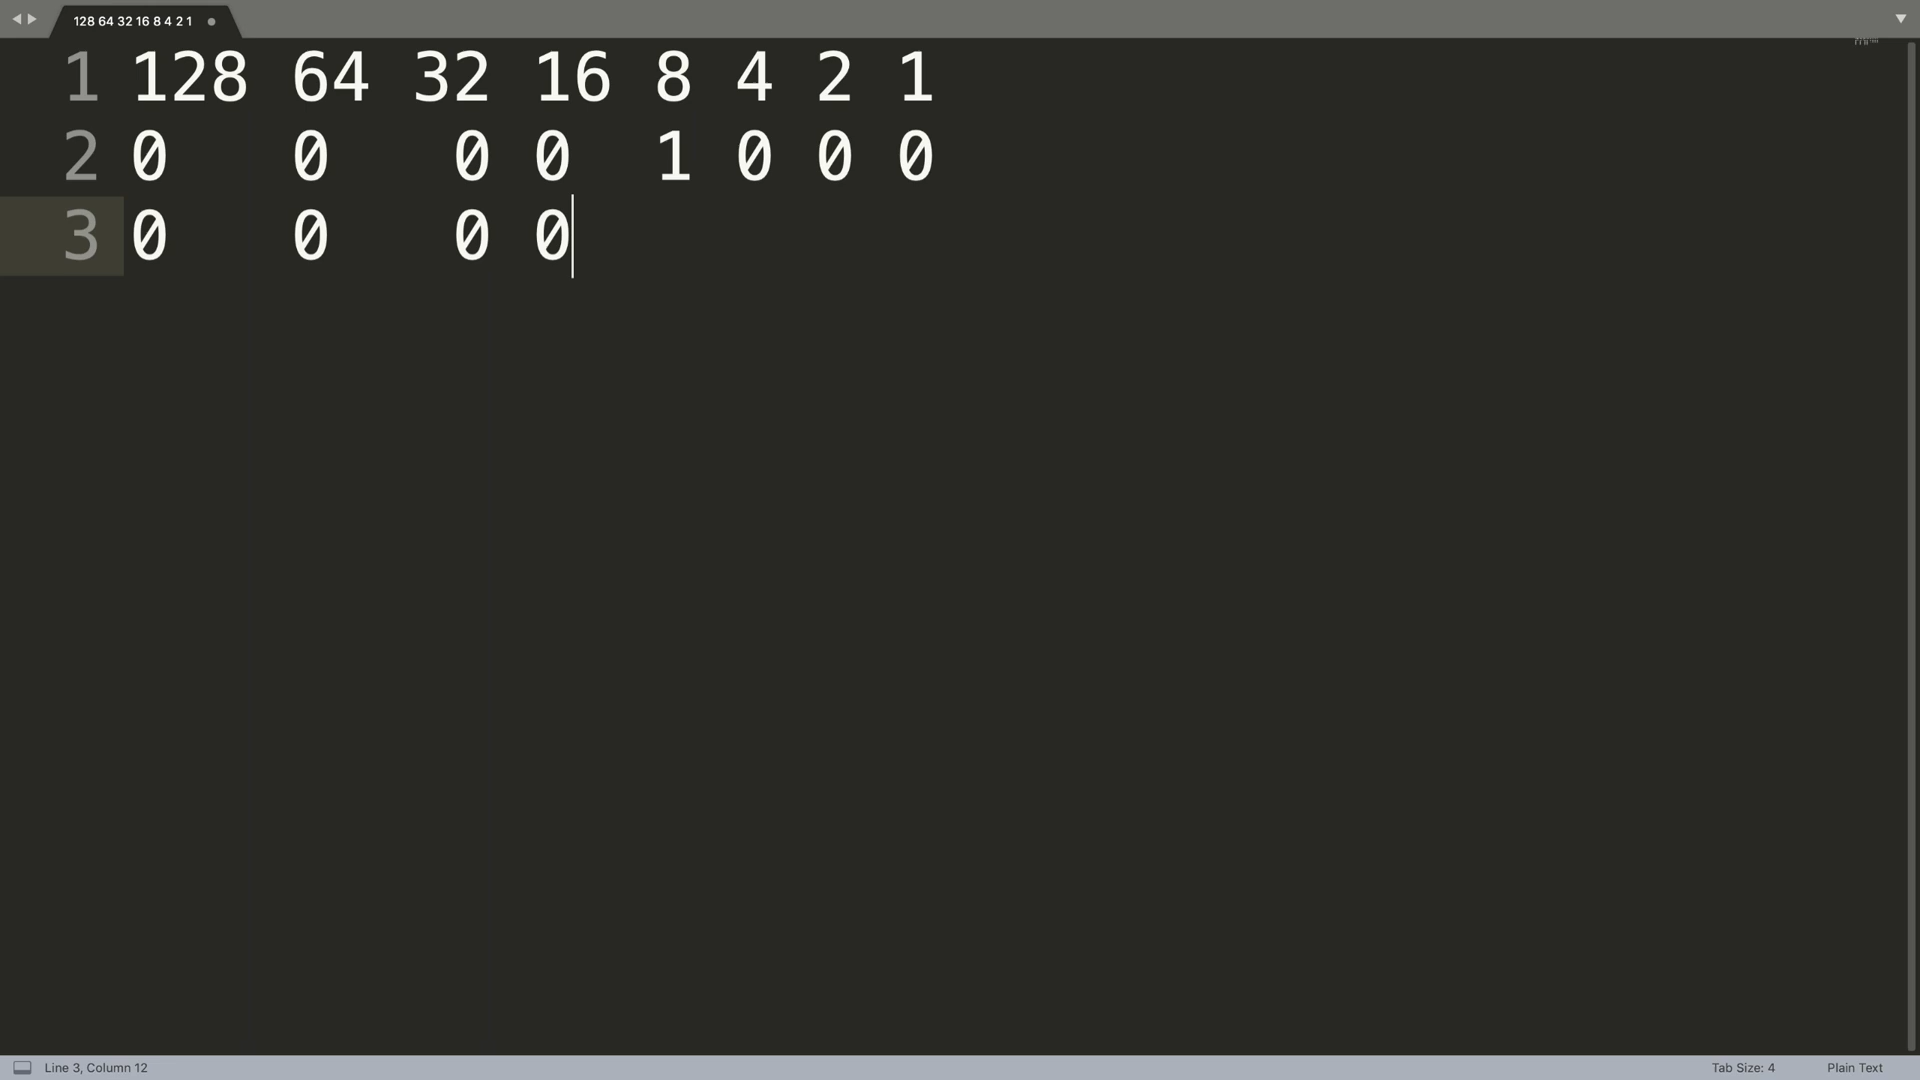 128 64 32 16 8 4 2 1
1 128 64 32 16 8 4 2 1
2 0 0 0 0 1 0 0 0
3 0 0 0 0
Line 3, Column 12
Tab Size: 4
Plain Text